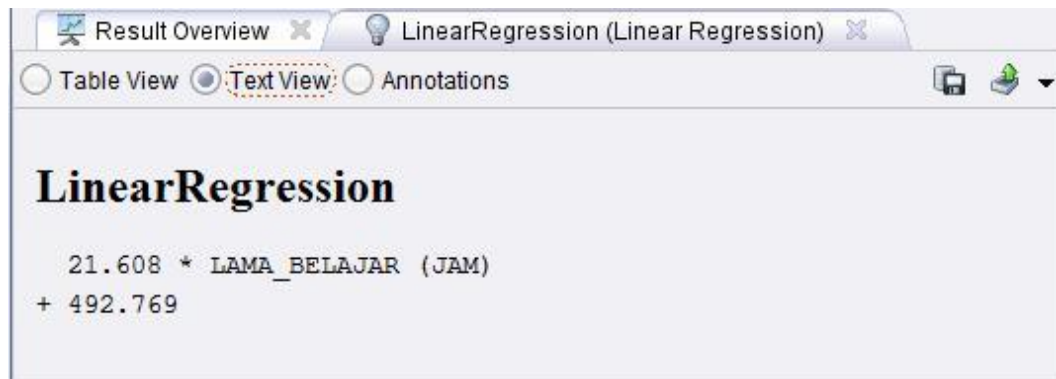 Result Overview LinearRegression (Linear Regression)
Table View Text View Annotations
LinearRegression
21.608 * LAMA_BELAJAR (JAM)
+ 492.769